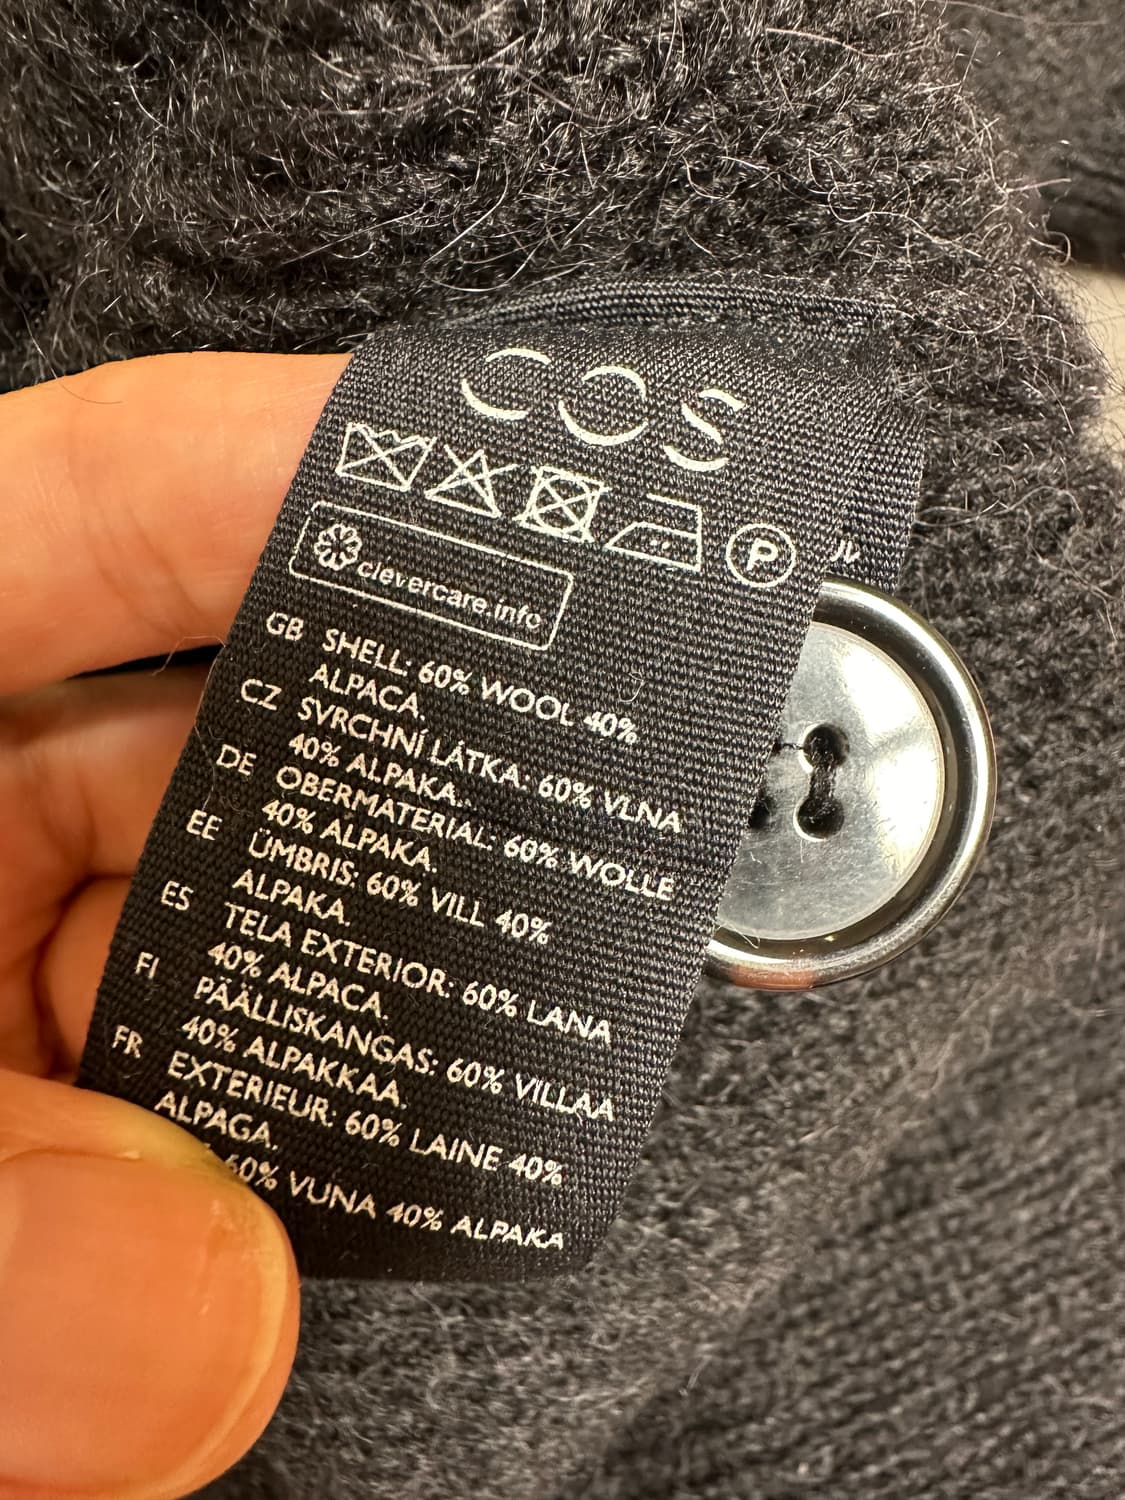 COS
P
clevercare.info
GB SHELL: 60% WOOL 40%
ALPACA.
CZ SVRCHNÍ LÁTKA. 60% VLNA
40% ALPAKA.
DE OBERMATERIAL: 60% WOLLE
40% ALPAKA.
EE ÜMBRIS: 60% VILL 40%
ALPAKA.
ES TELA EXTERIOR: 60% LANA
40% ALPACA.
FI PÄÄLLISKANGAS: 60% VILLAA
40% ALPAKKAA.
FR EXTERIEUR: 60% LAINE 40%
ALPAGA.
60% VUNA 40% ALPAKA